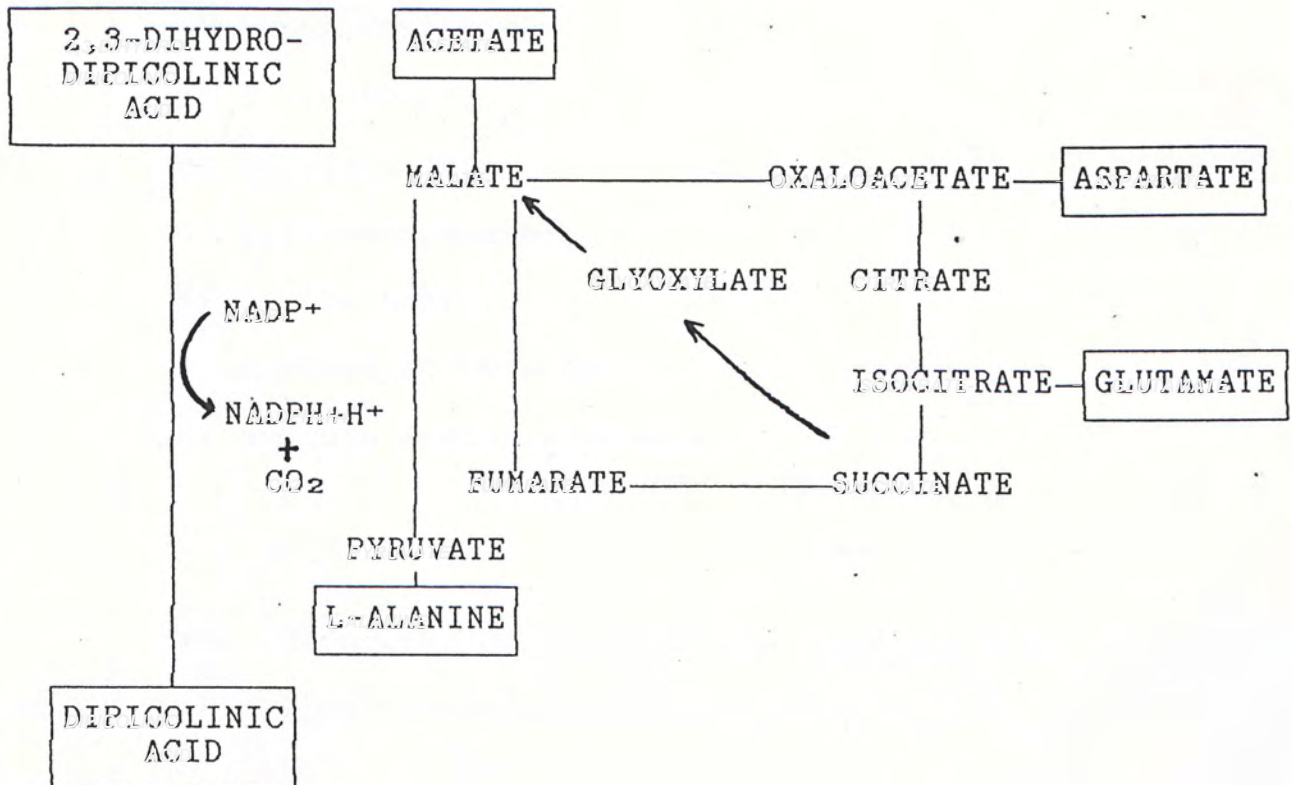 2,3-DIHYDRO-
DIPICOLINIC
ACID
ACETATE
MALATE
OXALOACETATE
ASPARTATE
GLYOXYLATE
CITRATE
NADP+
ISOCITRATE
GLUTAMATE
NADPH+H+
+
CO₂
FUMARATE
SUCCINATE
PYRUVATE
L-ALANINE
DIPICOLINIC
ACID